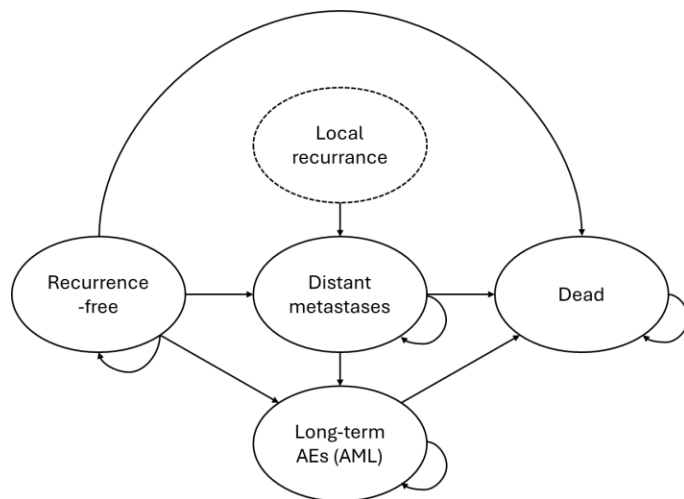 Local
recurrance
Recurrence
-free
Distant
metastases
Dead
Long-term
AEs (AML)